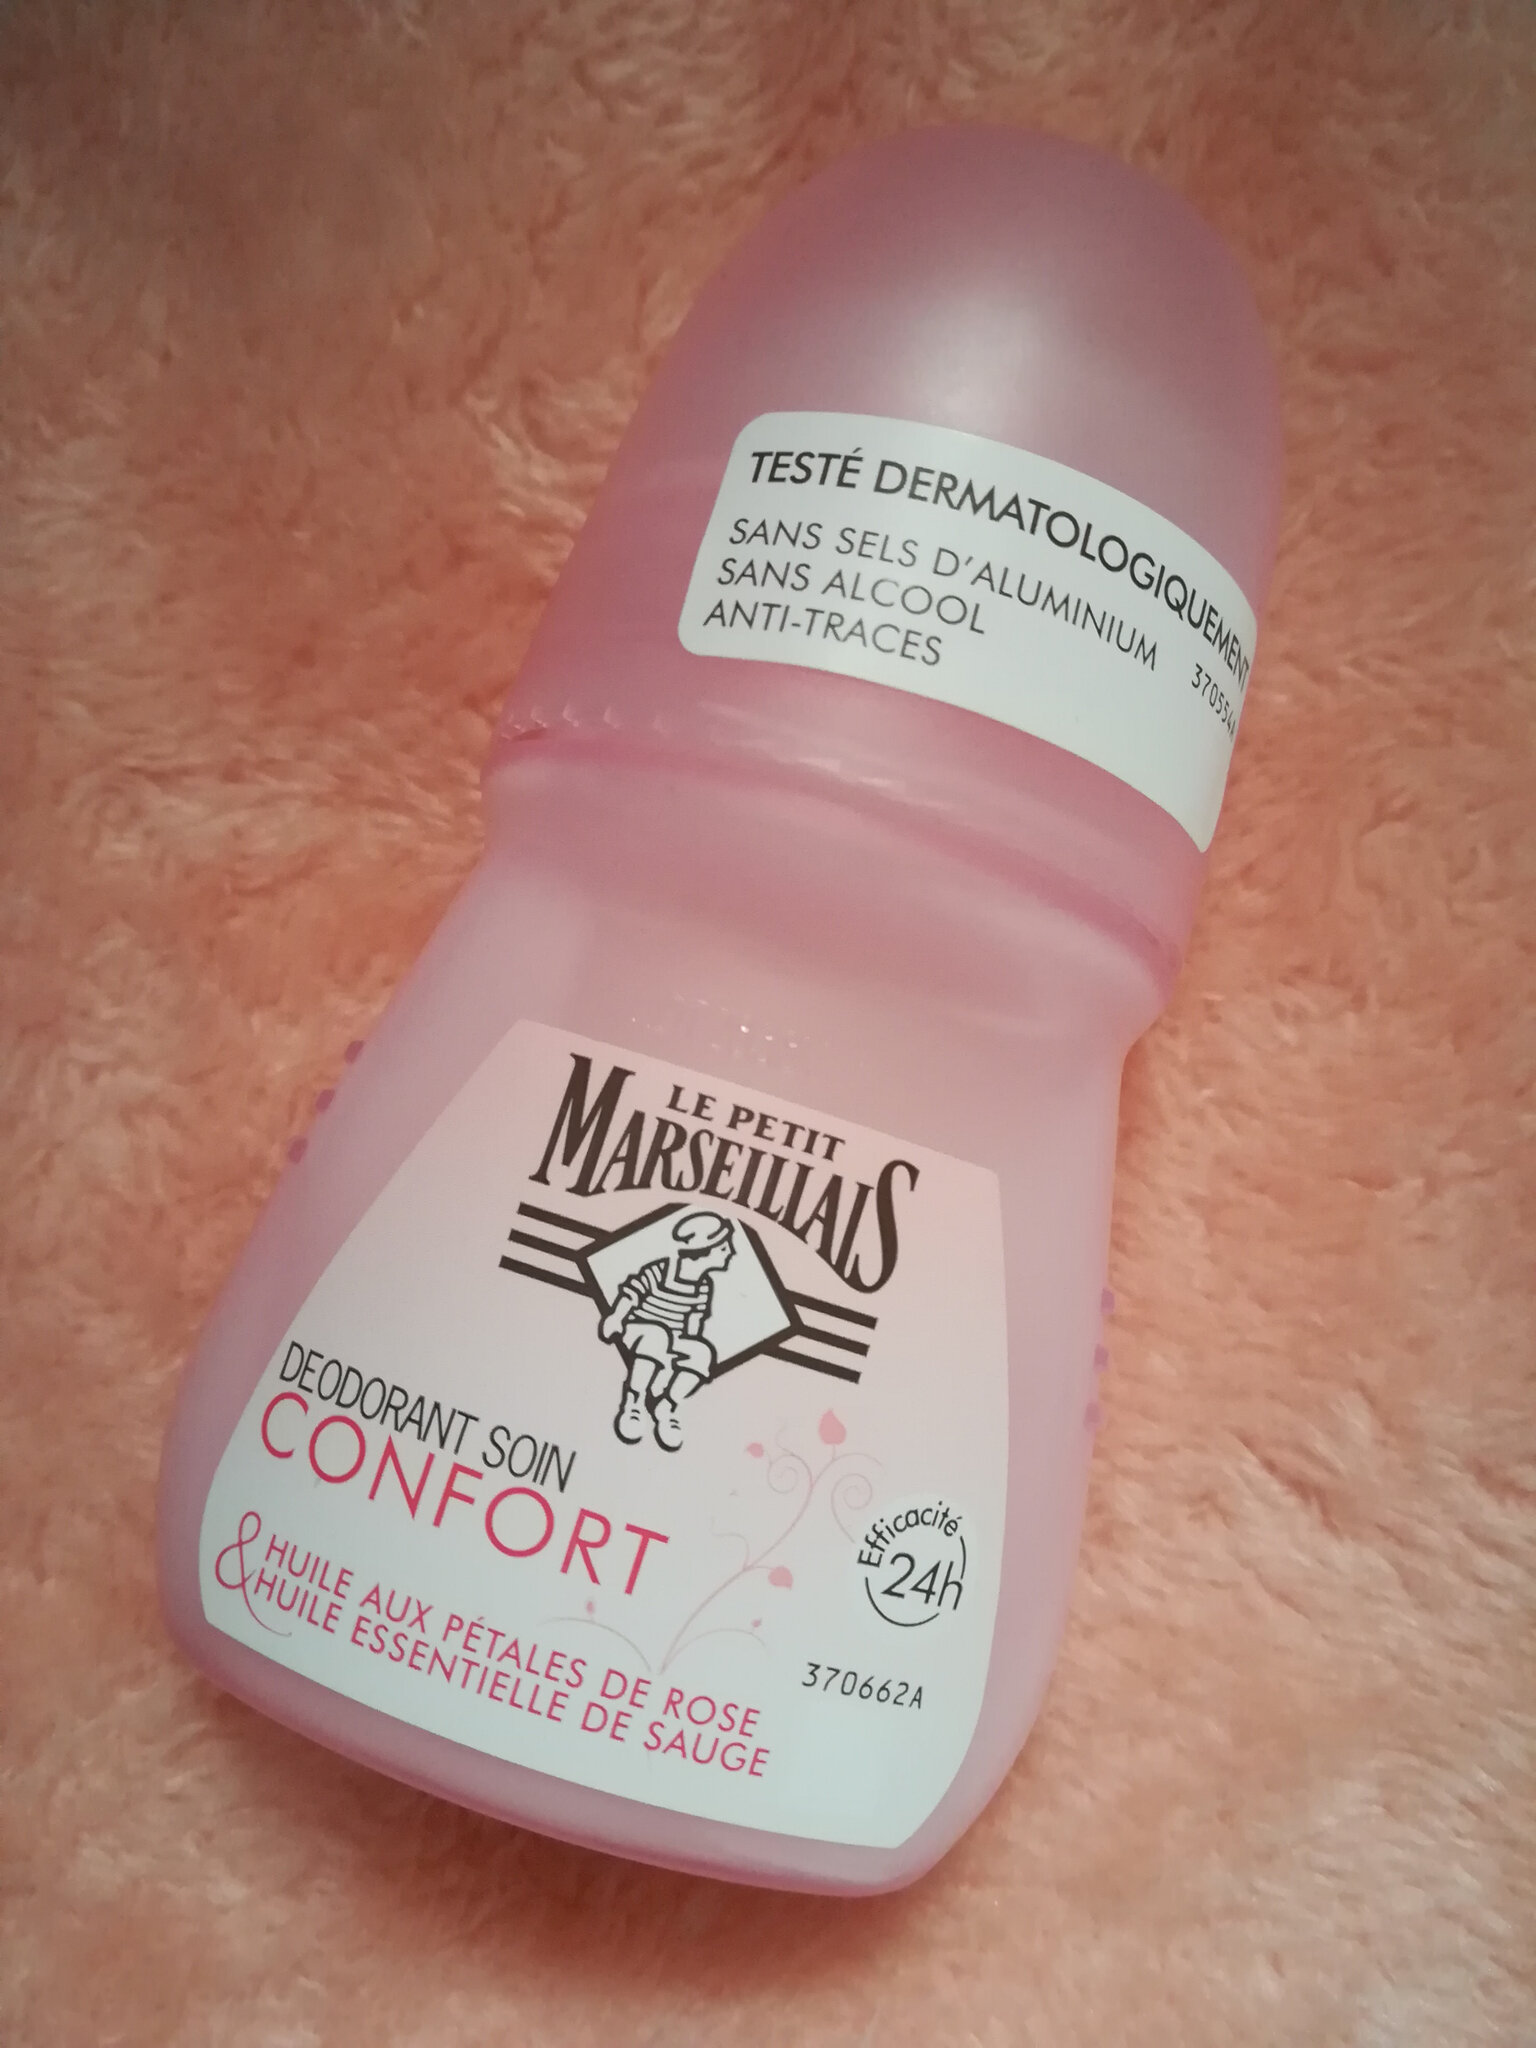 TESTÉ DERMATOLOGIQUEMENT
SANS SELS D'ALUMINIUM
SANS ALCOOL
ANTI-TRACES
LE PETIT
MARSEILLAIS
DEODORANT SOIN
CONFORT
HUILE AUX PÉTALES DE ROSE
& HUILE ESSENTIELLE DE SAUGE
Efficacité
24h
370662A